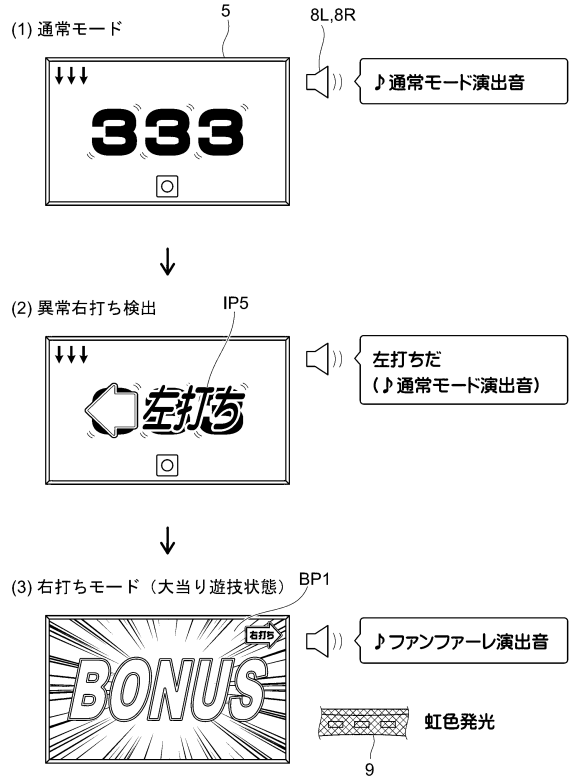 (1) 通常モード
5
8L,8R
♪通常モード演出音
↓↓↓
333
↓
(2) 異常右打ち検出
IP5
↓↓↓
左打ち
左打ちだ
(♪通常モード演出音)
↓
(3) 右打ちモード（大当り遊技状態）
BP1
右打ち
BONUS
♪ファンファーレ演出音
虹色発光
9